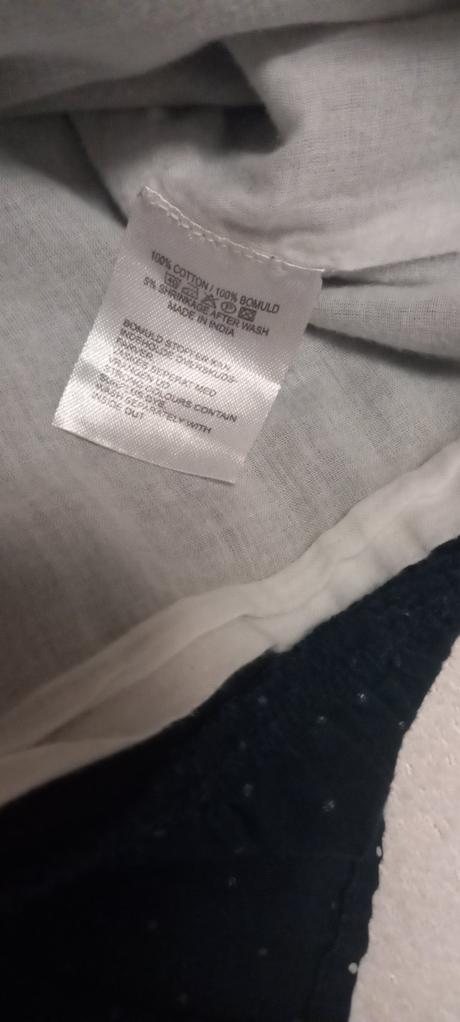 100% COTTON / 100% BOMULD
40
5% SHRINKAGE AFTER WASH
MADE IN INDIA
BOMULD STOFFER KAN
INDEHOLDE OVERSKUDS-
FARVER
VASKES SEPERAT MED
VRANGEN UD
STRONG COLOURS CONTAIN
SURPLUS DYE
WASH SEPARATELY WITH
INSIDE OUT